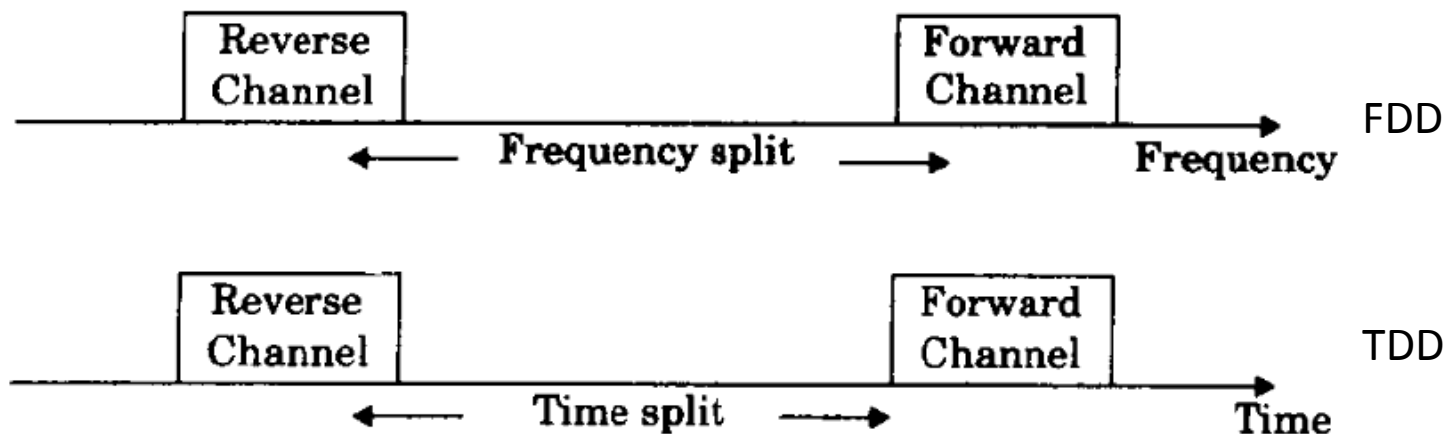 Reverse
Channel
Forward
Channel
FDD
Frequency split
Frequency
Reverse
Channel
Forward
Channel
TDD
Time split
Time